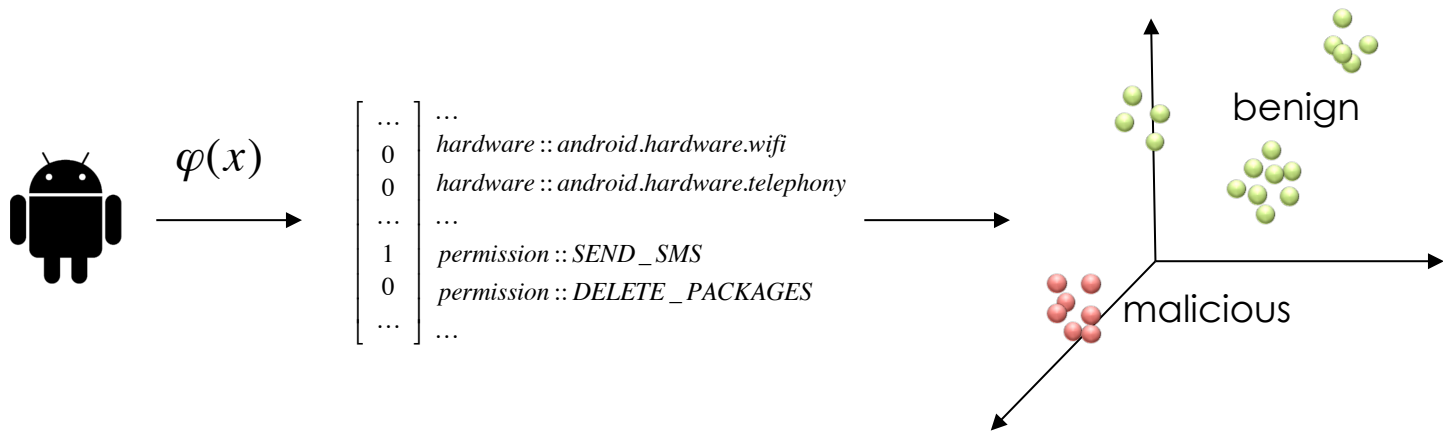 φ(x)
... ...
0 hardware :: android.hardware.wifi
0 hardware :: android.hardware.telephony
... ...
1 permission :: SEND _ SMS
0 permission :: DELETE _ PACKAGES
... ...
benign
malicious